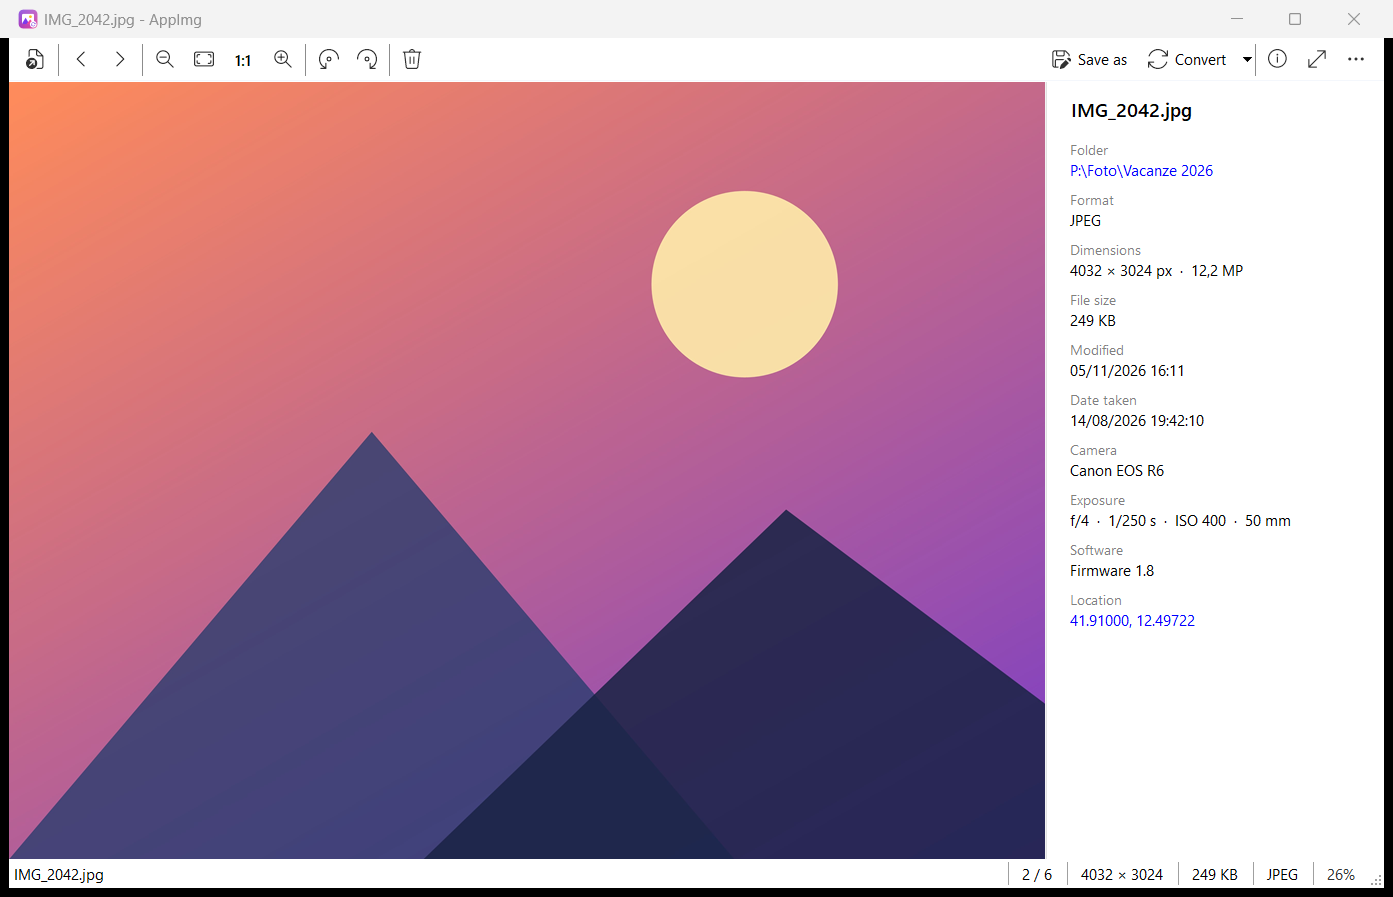 IMG_2042.jpg - AppImg
1:1
Save as
Convert
IMG_2042.jpg
Folder
P:\Foto\Vacanze 2026
Format
JPEG
Dimensions
4032 × 3024 px · 12,2 MP
File size
249 KB
Modified
05/11/2026 16:11
Date taken
14/08/2026 19:42:10
Camera
Canon EOS R6
Exposure
f/4 · 1/250 s · ISO 400 · 50 mm
Software
Firmware 1.8
Location
41.91000, 12.49722
IMG_2042.jpg
2 / 6
4032 × 3024
249 KB
JPEG
26%